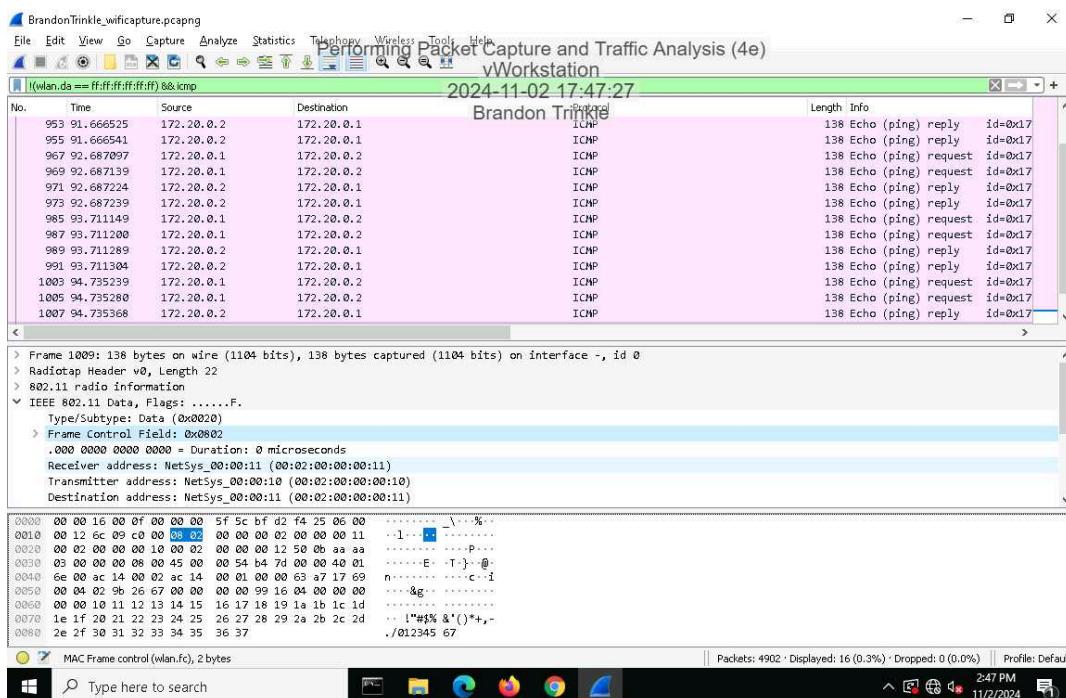 BrandonTrinkle_wificapture.pcapng
File Edit View Go Capture Analyze Statistics Telephony Wireless Tools Help
Performing Packet Capture and Traffic Analysis (4e)
vWorkstation
2024-11-02 17:47:27
Brandon Trinkle
!(wlan.da == ff:ff:ff:ff:ff:ff) && icmp
No. Time Source Destination Protocol Length Info
953 91.666525 172.20.0.2 172.20.0.1 ICMP 138 Echo (ping) reply id=0x17
955 91.666541 172.20.0.2 172.20.0.1 ICMP 138 Echo (ping) reply id=0x17
967 92.687097 172.20.0.1 172.20.0.2 ICMP 138 Echo (ping) request id=0x17
969 92.687139 172.20.0.1 172.20.0.2 ICMP 138 Echo (ping) request id=0x17
971 92.687224 172.20.0.2 172.20.0.1 ICMP 138 Echo (ping) reply id=0x17
973 92.687239 172.20.0.2 172.20.0.1 ICMP 138 Echo (ping) reply id=0x17
985 93.711149 172.20.0.1 172.20.0.2 ICMP 138 Echo (ping) request id=0x17
987 93.711200 172.20.0.1 172.20.0.2 ICMP 138 Echo (ping) request id=0x17
989 93.711289 172.20.0.2 172.20.0.1 ICMP 138 Echo (ping) reply id=0x17
991 93.711304 172.20.0.2 172.20.0.1 ICMP 138 Echo (ping) reply id=0x17
1003 94.735239 172.20.0.1 172.20.0.2 ICMP 138 Echo (ping) request id=0x17
1005 94.735280 172.20.0.1 172.20.0.2 ICMP 138 Echo (ping) request id=0x17
1007 94.735368 172.20.0.2 172.20.0.1 ICMP 138 Echo (ping) reply id=0x17
> Frame 1009: 138 bytes on wire (1104 bits), 138 bytes captured (1104 bits) on interface -, id 0
> Radiotap Header v0, Length 22
> 802.11 radio information
IEEE 802.11 Data, Flags: ......F.
Type/Subtype: Data (0x0020)
> Frame Control Field: 0x0802
.000 0000 0000 0000 = Duration: 0 microseconds
Receiver address: NetSys_00:00:11 (00:02:00:00:00:11)
Transmitter address: NetSys_00:00:10 (00:02:00:00:00:10)
Destination address: NetSys_00:00:11 (00:02:00:00:00:11)
0000 00 00 16 00 0f 00 00 00 5f 5c bf d2 f4 25 06 00 ········ _\···%··
0010 00 12 6c 09 c0 00 08 02 00 00 00 02 00 00 00 11 ··l····· ········
0020 00 02 00 00 00 10 00 02 00 00 00 12 50 0b aa aa ········ ····P···
0030 03 00 00 00 08 00 45 00 00 54 b4 7d 00 00 40 01 ······E· ·T·}··@·
0040 6e 00 ac 14 00 02 ac 14 00 01 00 00 63 a7 17 69 n······· ····c··i
0050 00 04 02 9b 26 67 00 00 00 00 99 16 04 00 00 00 ····&g·· ········
0060 00 00 10 11 12 13 14 15 16 17 18 19 1a 1b 1c 1d ········ ········
0070 1e 1f 20 21 22 23 24 25 26 27 28 29 2a 2b 2c 2d ·· !"#$% &'()*+,-
0080 2e 2f 30 31 32 33 34 35 36 37 ./012345 67
MAC Frame control (wlan.fc), 2 bytes
Packets: 4902 · Displayed: 16 (0.3%) · Dropped: 0 (0.0%) Profile: Defau
Type here to search
2:47 PM
11/2/2024